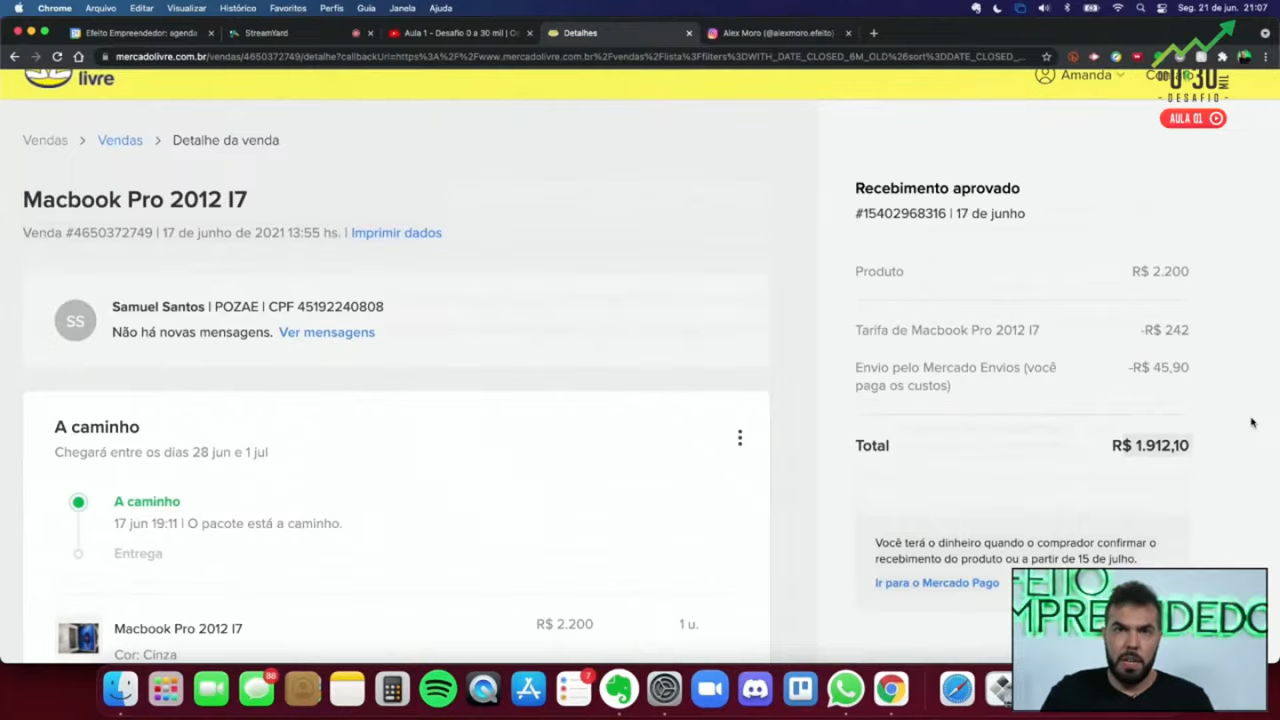 Chrome Arquivo Editar Visualizar Histórico Favoritos Perfis Guia Janela Ajuda
Seg. 21 de jun. 21:07
Efeito Empreendedor: agenda
StreamYard
Aula 1 - Desafio 0 a 30 mil | C
Detalhes
Alex Moro (@alexmoro.efeito)
mercadolivre.com.br/vendas/4650372749/detalhe?callbackUrl=https%3A%2F%2Fwww.mercadolivre.com.br%2Fvendas%2Flista%3Ffilters%3DWITH_DATE_CLOSED_6M_OLD%26sort%3DDATE_CLOSED_...
livre
Amanda
DO 0 30 MIL
- DESAFIO -
AULA 01
Vendas > Vendas > Detalhe da venda
Macbook Pro 2012 I7
Venda #4650372749 | 17 de junho de 2021 13:55 hs. | Imprimir dados
SS
Samuel Santos | POZAE | CPF 45192240808
Não há novas mensagens. Ver mensagens
A caminho
Chegará entre os dias 28 jun e 1 jul
A caminho
17 jun 19:11 | O pacote está a caminho.
Entrega
Macbook Pro 2012 I7
R$ 2.200
1 u.
Cor: Cinza
Recebimento aprovado
#15402968316 | 17 de junho
Produto R$ 2.200
Tarifa de Macbook Pro 2012 I7 -R$ 242
Envio pelo Mercado Envios (você -R$ 45,90
paga os custos)
Total R$ 1.912,10
Você terá o dinheiro quando o comprador confirmar o
recebimento do produto ou a partir de 15 de julho.
Ir para o Mercado Pago
88
7